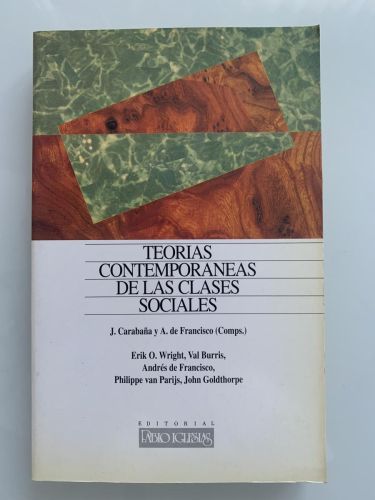 TEORIAS
CONTEMPORANEAS
DE LAS CLASES
SOCIALES
J. Carabaña y A. de Francisco (Comps.)
Erik O. Wright, Val Burris,
Andrés de Francisco,
Philippe van Parijs, John Goldthorpe
EDITORIAL
PABLO IGLESIAS